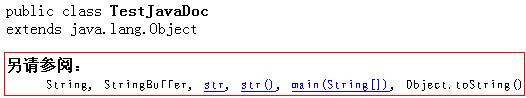 public class TestJavaDoc
extends java.lang.Object
另请参阅：
String, StringBuffer, str, str(), main(String[]), Object.toString()